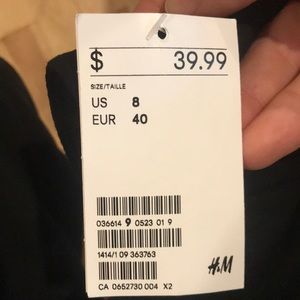 $ 39.99
SIZE/TAILLE
US 8
EUR 40
036614 9 0523 01 9
1414/1 09 363763
H&M
CA 0652730 004 X2